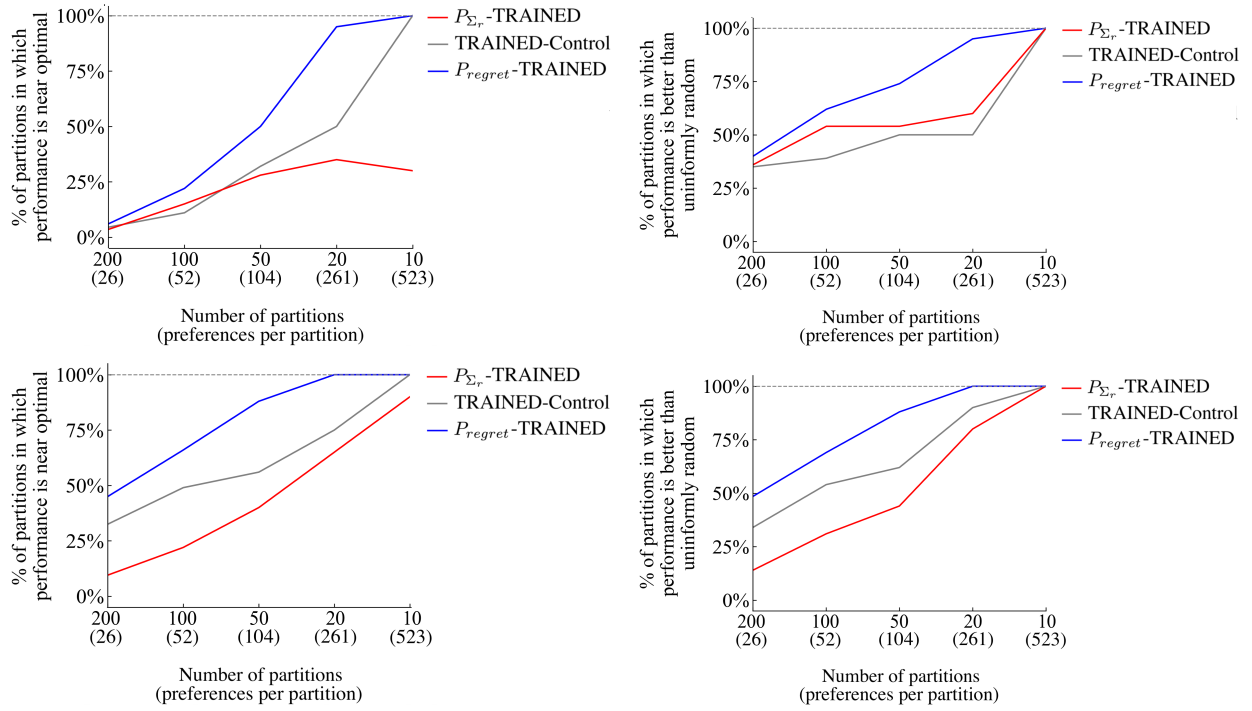 % of partitions in which
performance is near optimal
100%
75%
50%
25%
0%
200 100 50 20 10
(26) (52) (104) (261) (523)
Number of partitions
(preferences per partition)
P_{Σ_r}-TRAINED
TRAINED-Control
P_{regret}-TRAINED
% of partitions in which
performance is better than
uninformly random
100%
75%
50%
25%
0%
200 100 50 20 10
(26) (52) (104) (261) (523)
Number of partitions
(preferences per partition)
P_{Σ_r}-TRAINED
TRAINED-Control
P_{regret}-TRAINED
% of partitions in which
performance is near optimal
100%
75%
50%
25%
0%
200 100 50 20 10
(26) (52) (104) (261) (523)
Number of partitions
(preferences per partition)
P_{Σ_r}-TRAINED
TRAINED-Control
P_{regret}-TRAINED
% of partitions in which
performance is better than
uninformly random
100%
75%
50%
25%
0%
200 100 50 20 10
(26) (52) (104) (261) (523)
Number of partitions
(preferences per partition)
P_{Σ_r}-TRAINED
TRAINED-Control
P_{regret}-TRAINED